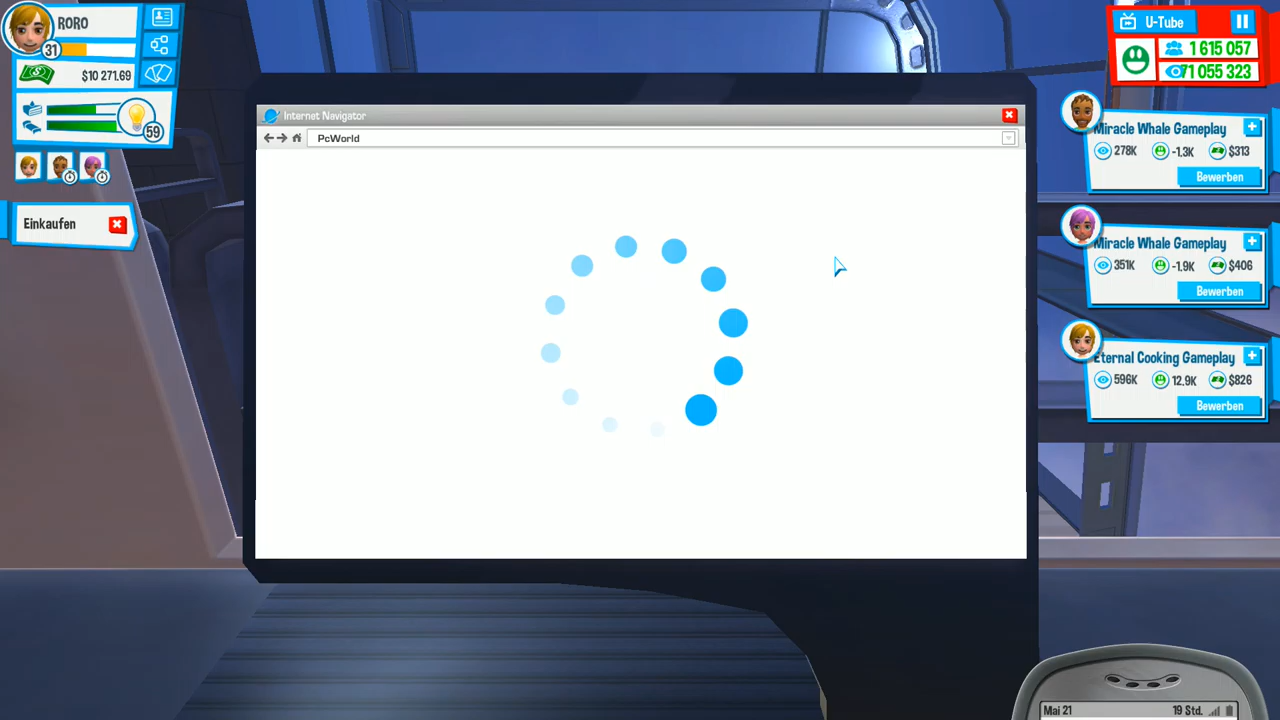 RORO
31
$10 271.69
59
Einkaufen
Internet Navigator
PcWorld
U-Tube
1 615 057
71 055 323
Miracle Whale Gameplay
278K -1.3K $313
Bewerben
Miracle Whale Gameplay
351K -1.9K $406
Bewerben
Eternal Cooking Gameplay
596K 12.9K $826
Bewerben
Mai 21 19 Std.